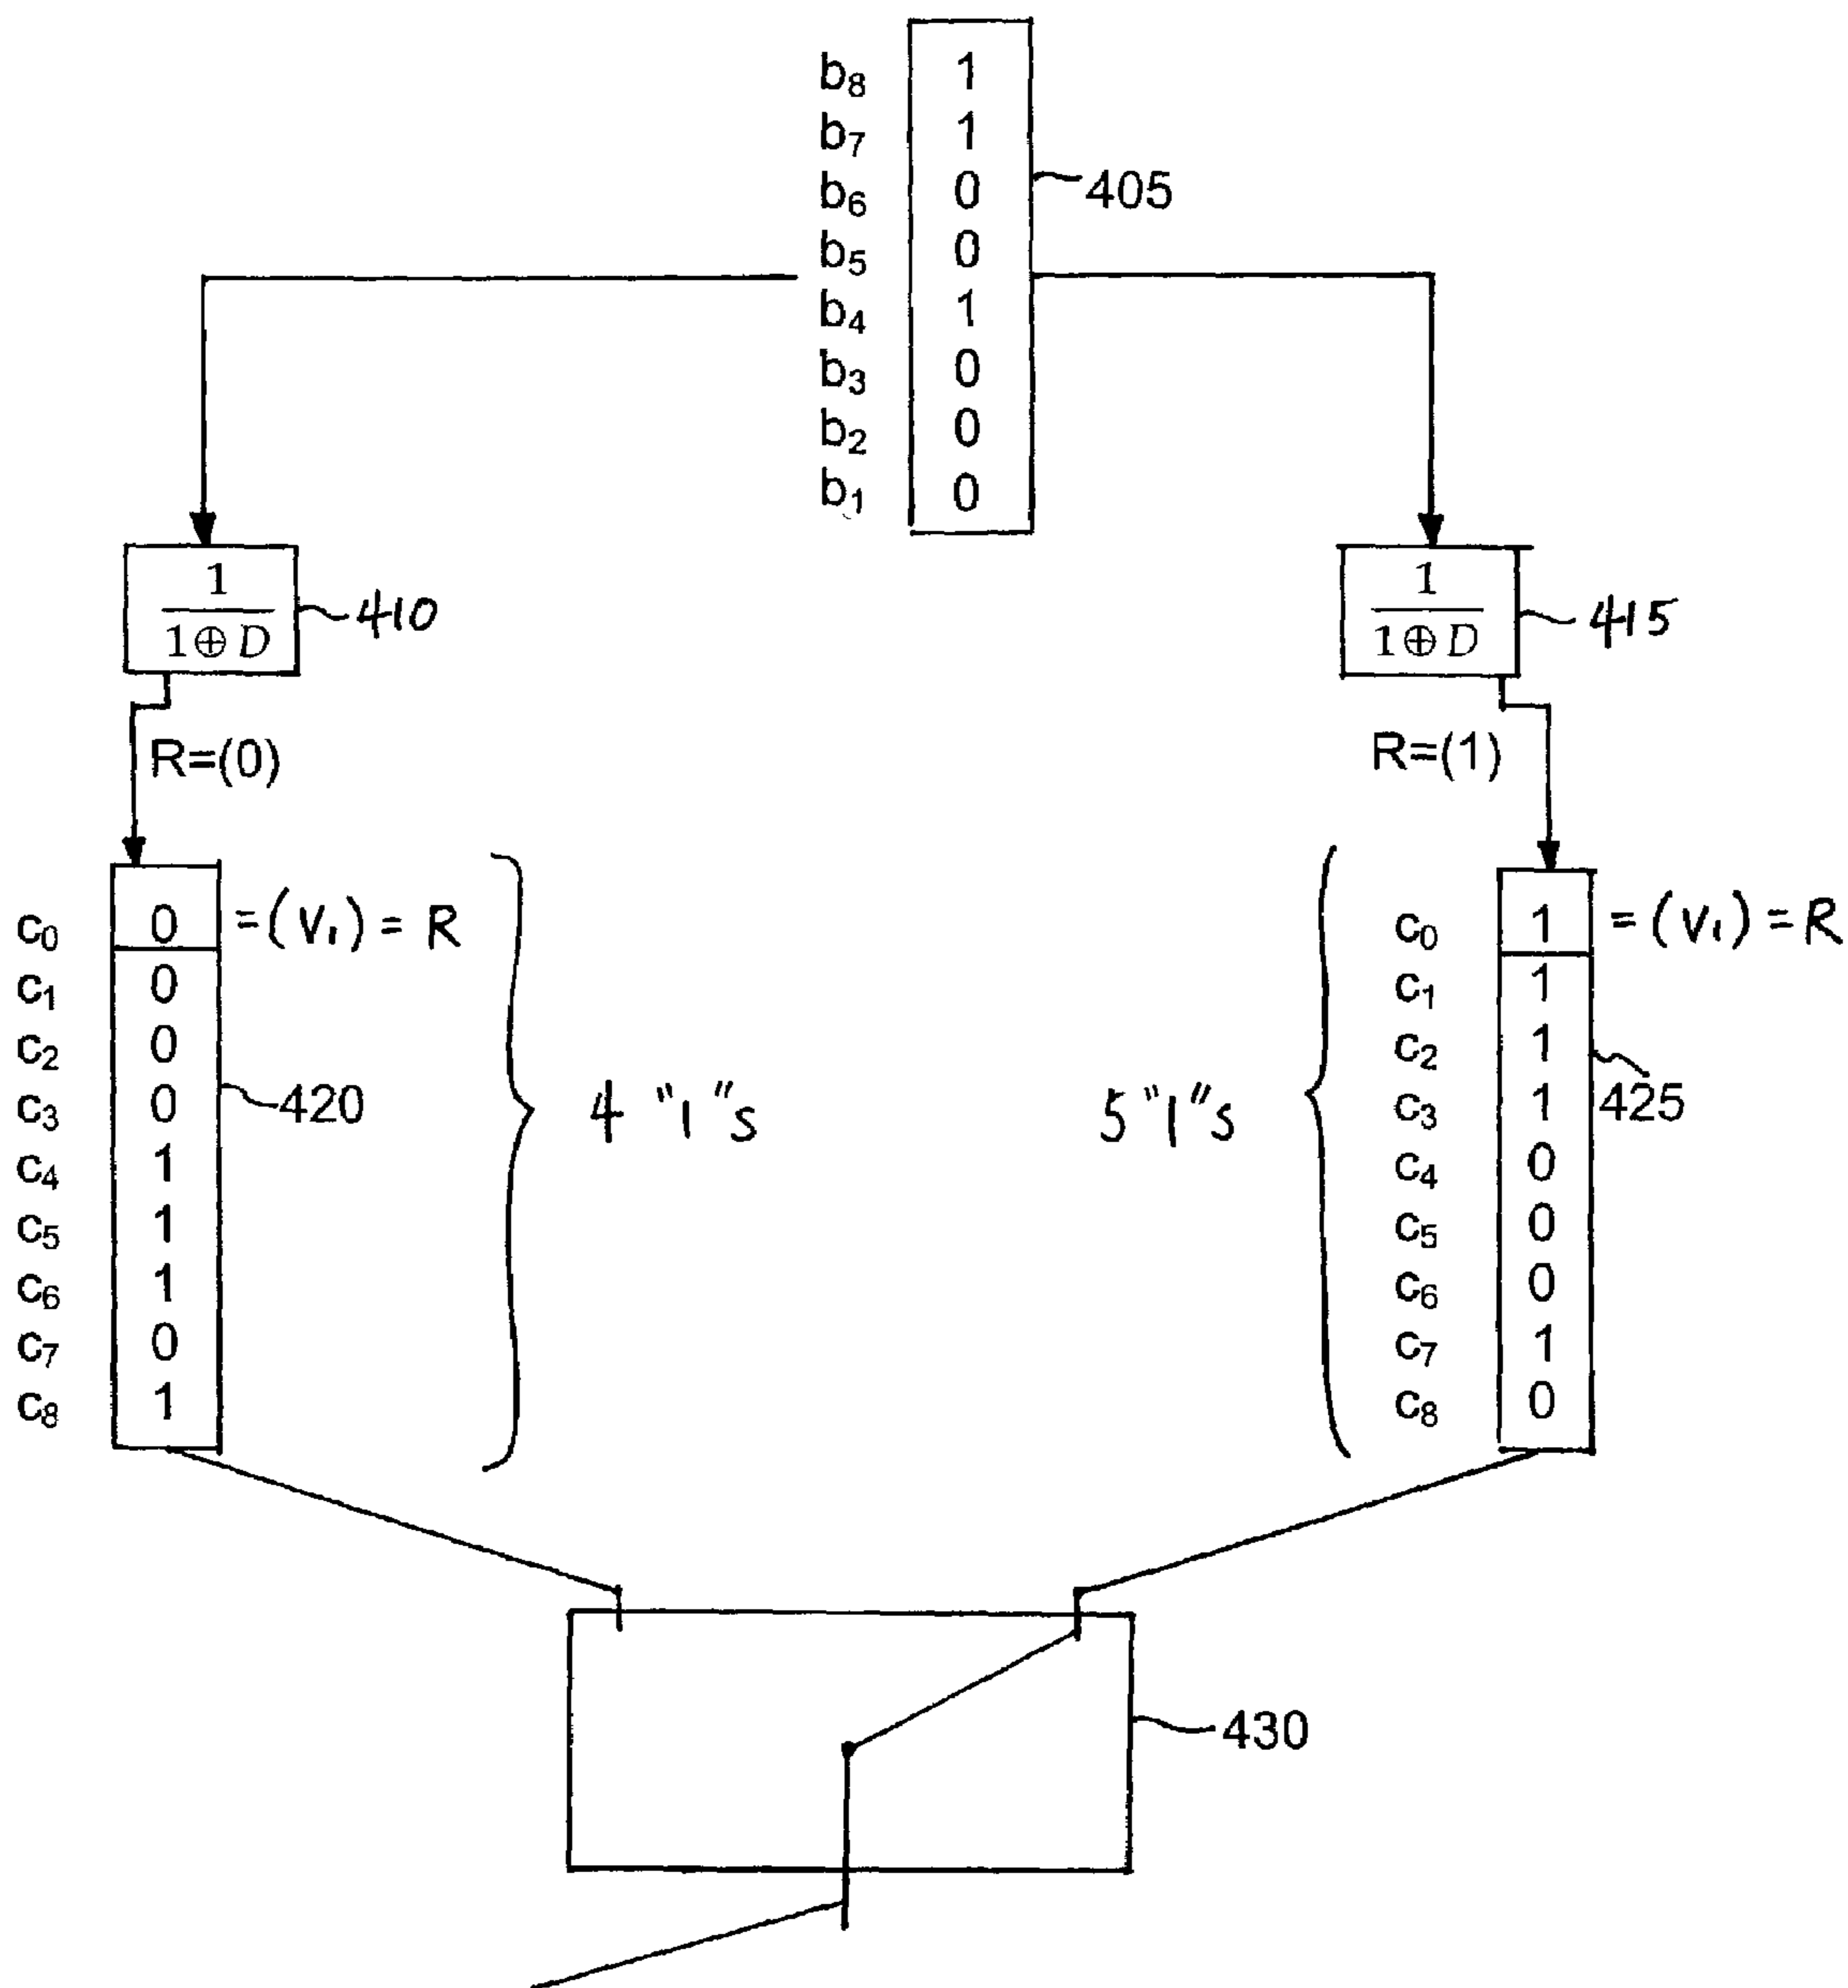 b₈ 1
b₇ 1
b₆ 0 405
b₅ 0
b₄ 1
b₃ 0
b₂ 0
b₁ 0
1
1⊕D
410
1
1⊕D
415
R=(0)
R=(1)
c₀ 0 =(V₁)=R
c₁ 0
c₂ 0
c₃ 0 420
c₄ 1
c₅ 1
c₆ 1
c₇ 0
c₈ 1
4 "1"s
5 "1"s
c₀ 1 =(V₁)=R
c₁ 1
c₂ 1
c₃ 1 425
c₄ 0
c₅ 0
c₆ 0
c₇ 1
c₈ 0
430